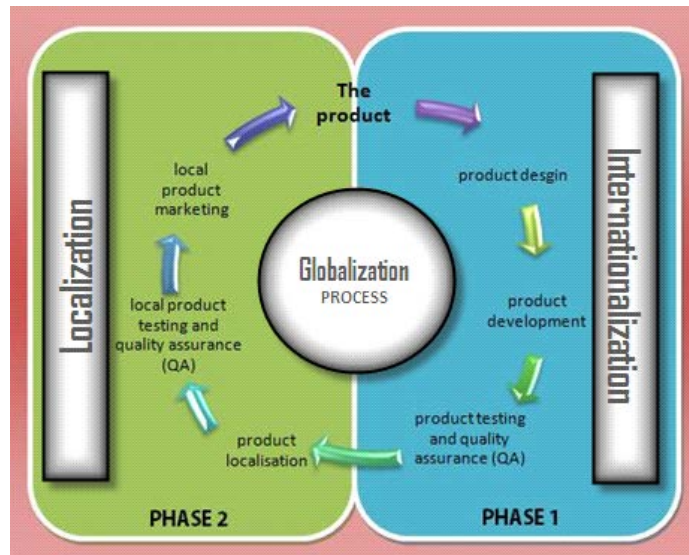 The
product
product desgin
product
development
product testing
and quality
assurance (QA)
product
localisation
local product
testing and
quality assurance
(QA)
local
product
marketing
Globalization
PROCESS
Localization
Internationalization
PHASE 2
PHASE 1